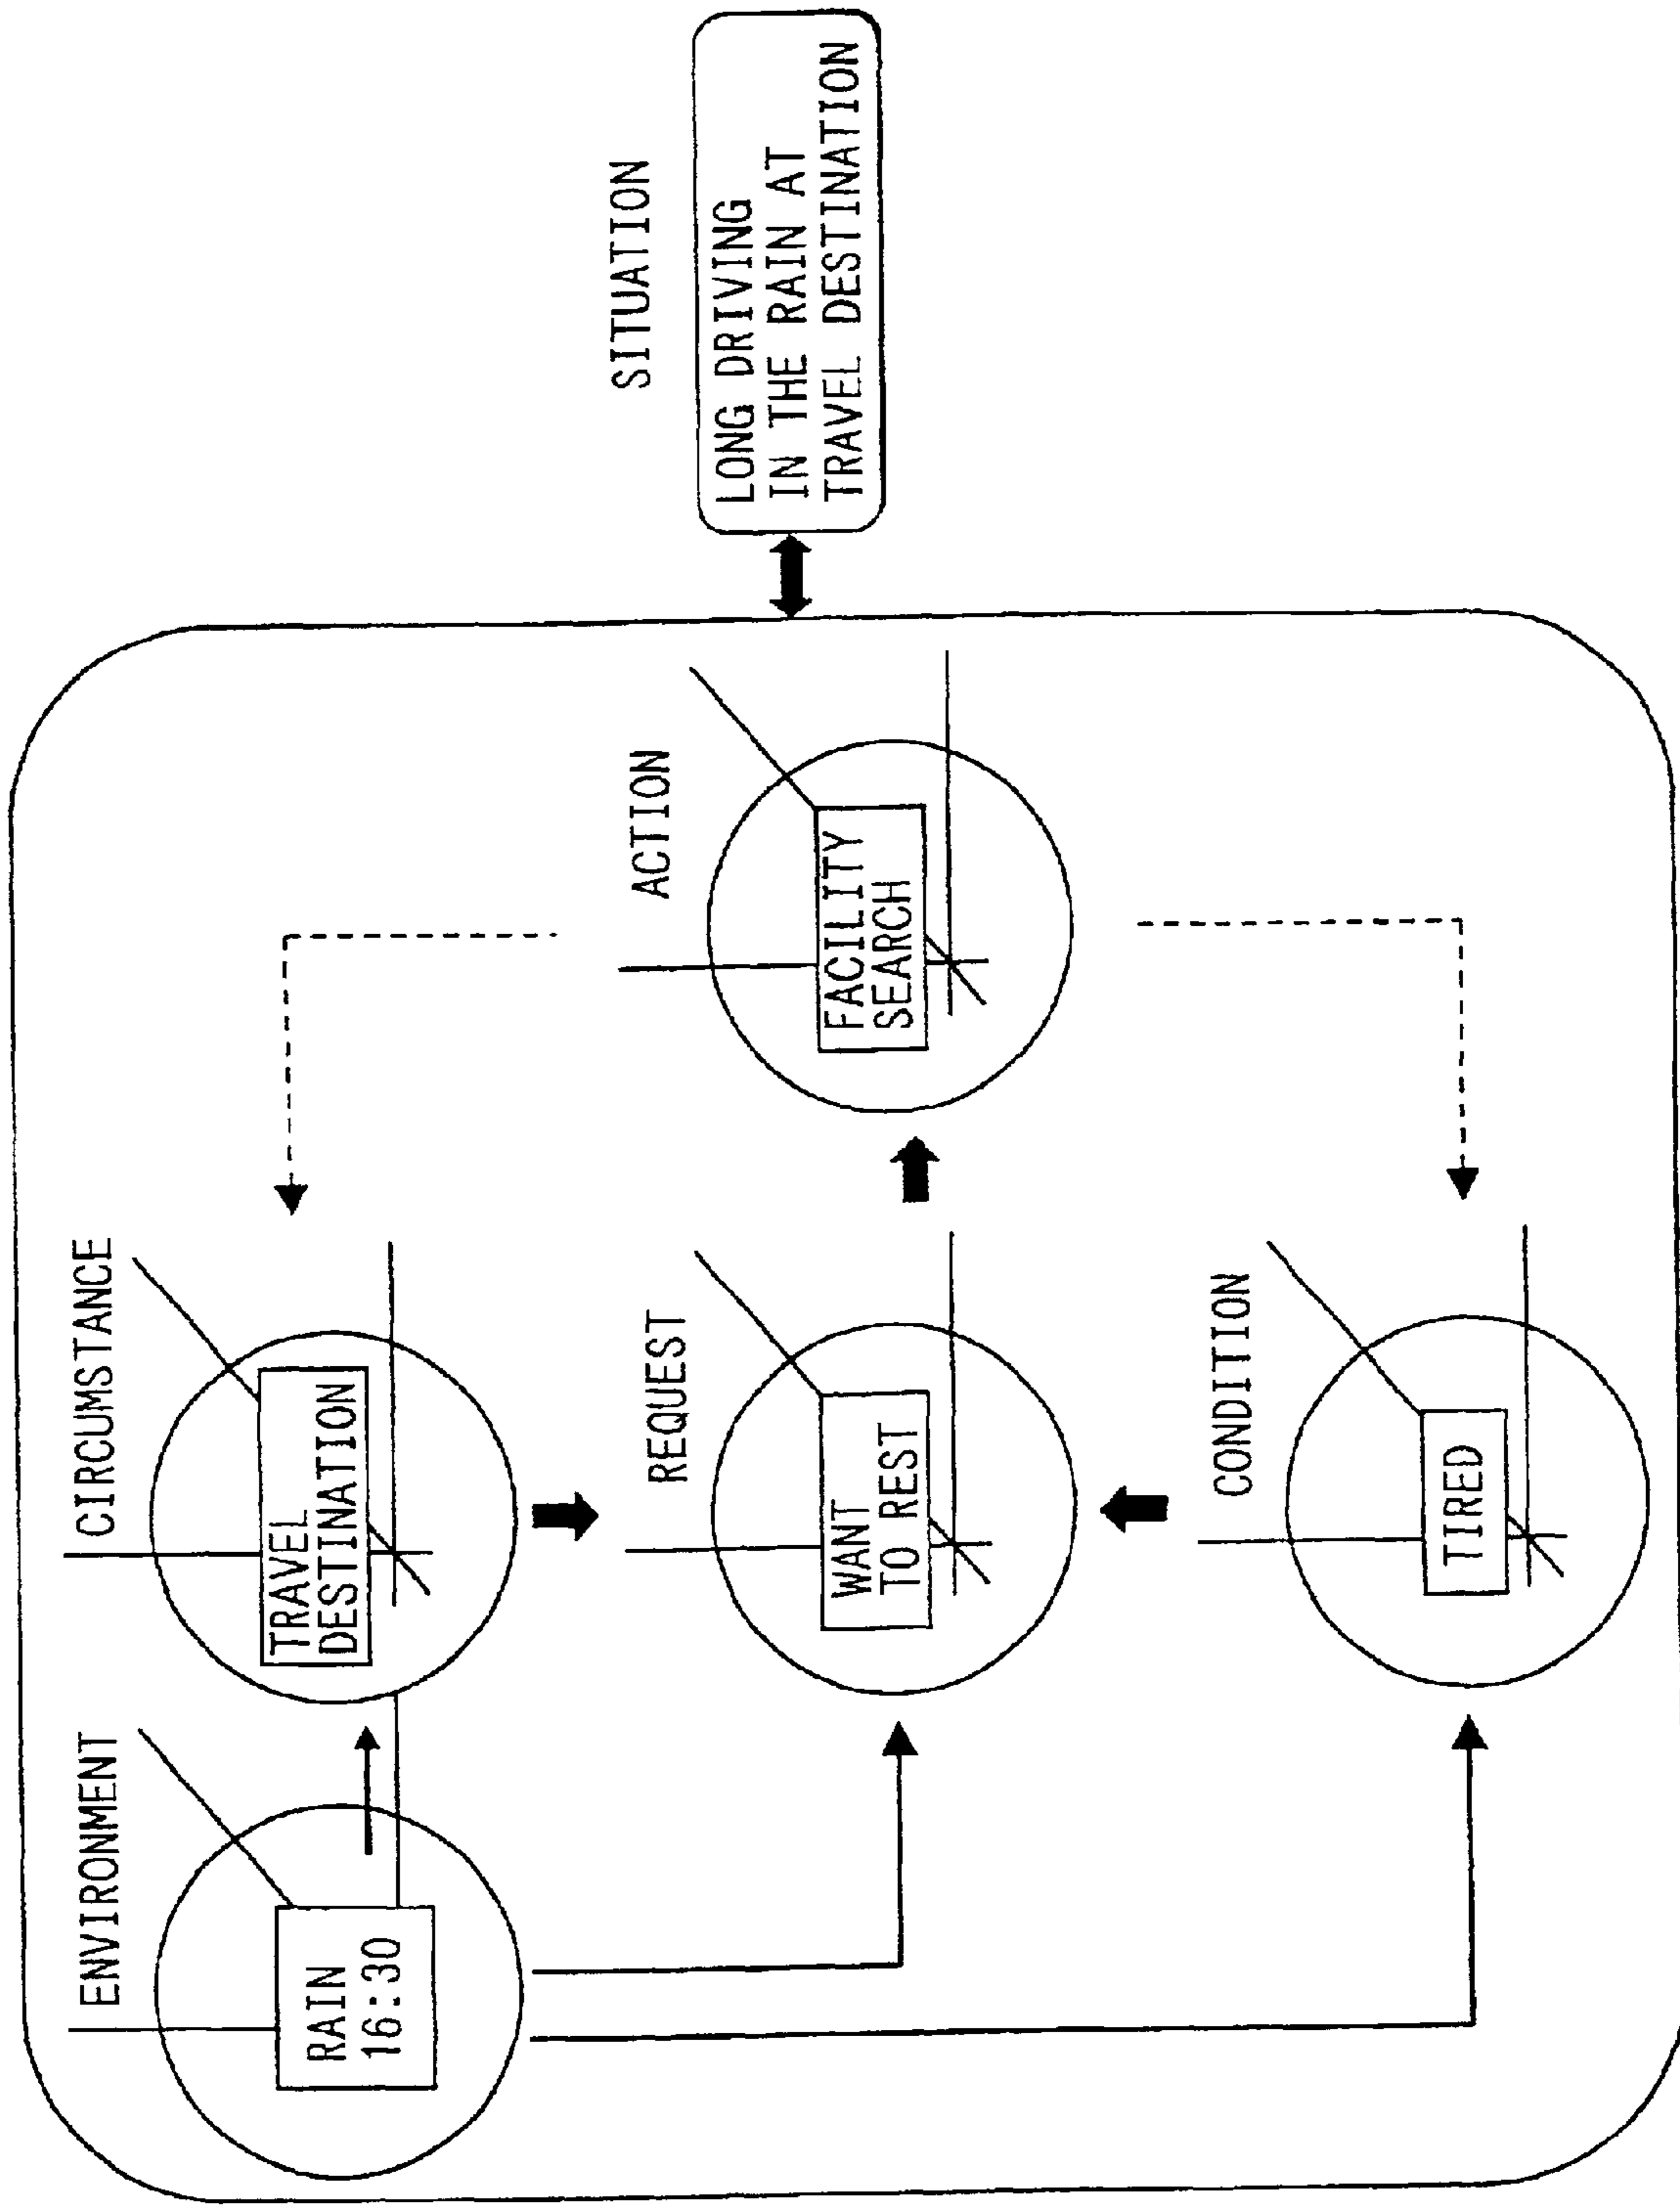 ENVIRONMENT
RAIN
16:30
CIRCUMSTANCE
TRAVEL
DESTINATION
REQUEST
WANT
TO REST
CONDITION
TIRED
ACTION
FACILITY
SEARCH
SITUATION
LONG DRIVING
IN THE RAIN AT
TRAVEL DESTINATION